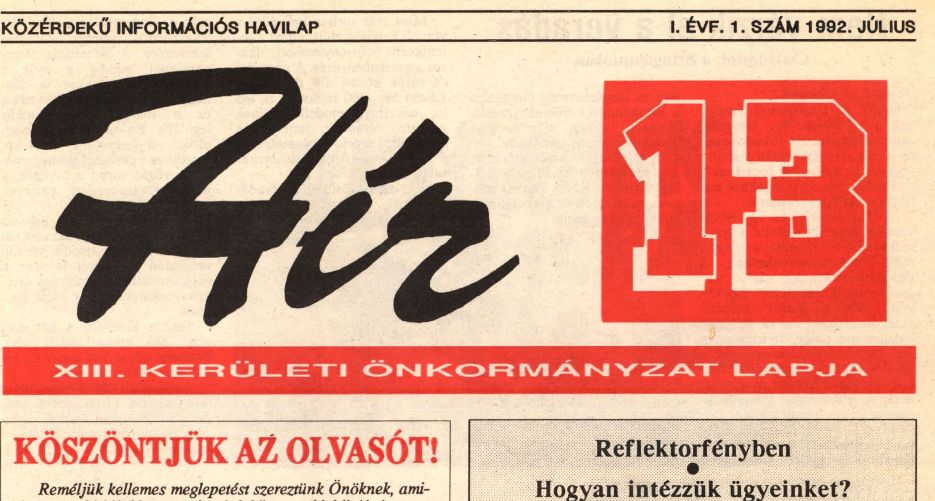 KÖZÉRDEKŰ INFORMÁCIÓS HAVILAP
I. ÉVF. 1. SZÁM 1992. JÚLIUS
Hír
13
XIII. KERÜLETI ÖNKORMÁNYZAT LAPJA
KÖSZÖNTJÜK AZ OLVASÓT!
Reméljük kellemes meglepetést szereztünk Önöknek, ami-
Reflektorfényben
●
Hogyan intézzük ügyeinket?